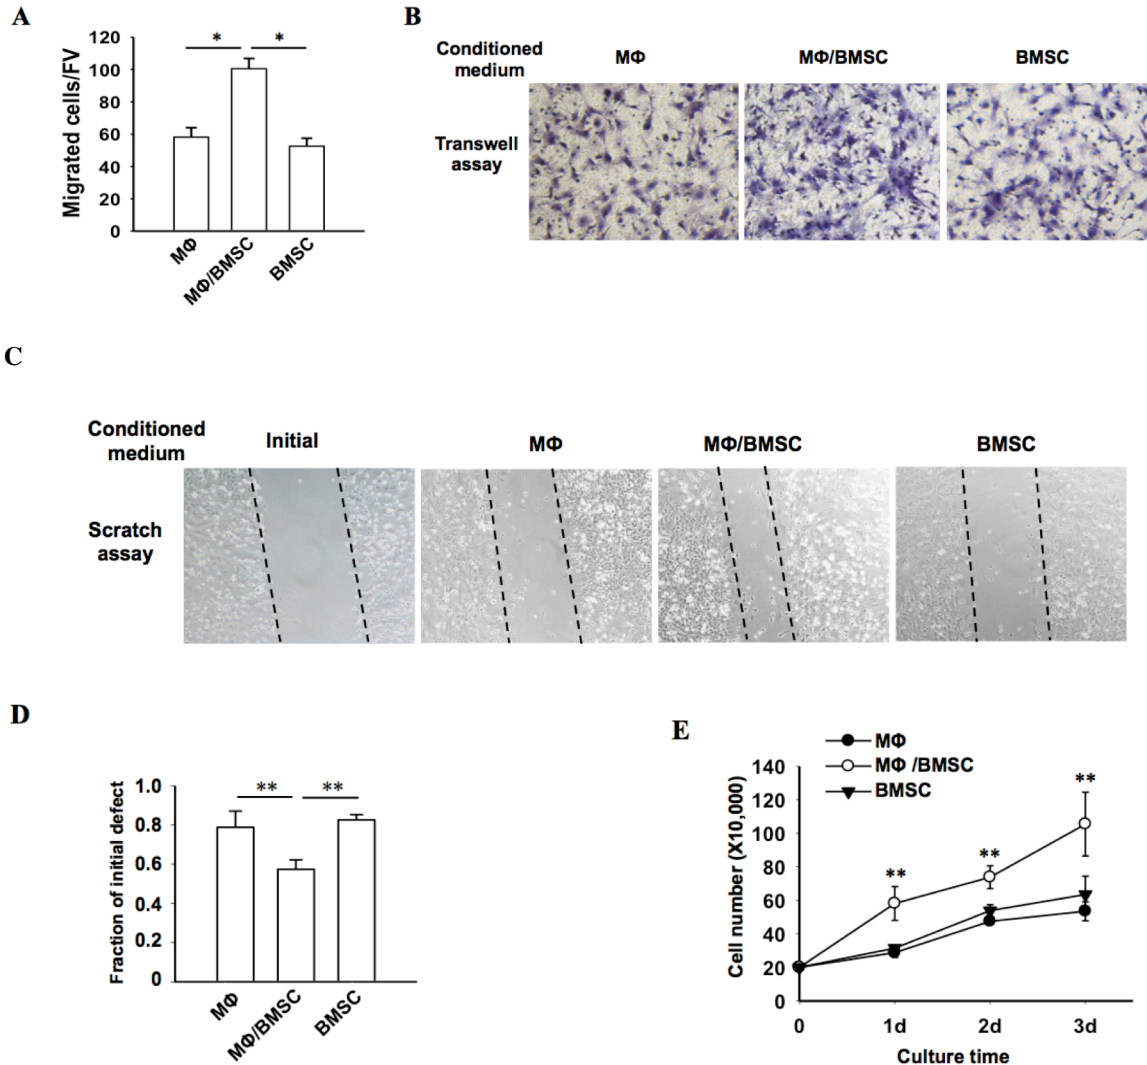 A
Migrated cells/FV
120
100
80
60
40
20
0
* *
MΦ
MΦ/BMSC
BMSC
B
Conditioned
medium
MΦ
MΦ/BMSC
BMSC
Transwell
assay
C
Conditioned
medium
Initial
MΦ
MΦ/BMSC
BMSC
Scratch
assay
D
Fraction of initial defect
1.0
0.8
0.6
0.4
0.2
0
** **
MΦ
MΦ/BMSC
BMSC
E
MΦ
MΦ /BMSC
BMSC
Cell number (X10,000)
140
120
100
80
60
40
20
0
**
**
**
0 1d 2d 3d
Culture time